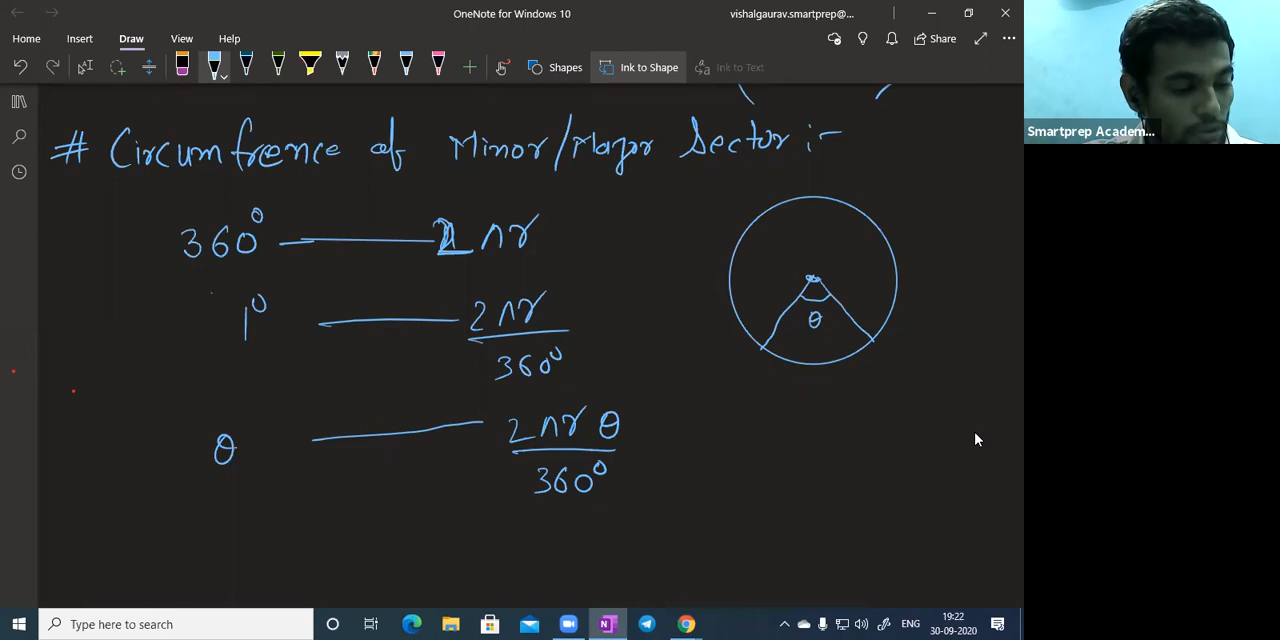 OneNote for Windows 10
vishalgaurav.smartprep@...
Home Insert Draw View Help
Share
Shapes
Ink to Shape
Ink to Text
Smartprep Academ...
# Circumfrence of Minor/Major Sector :-
360° — 2πr
1° — 2πr
360°
θ — 2πr θ
360°
θ
Type here to search
ENG
19:22
30-09-2020